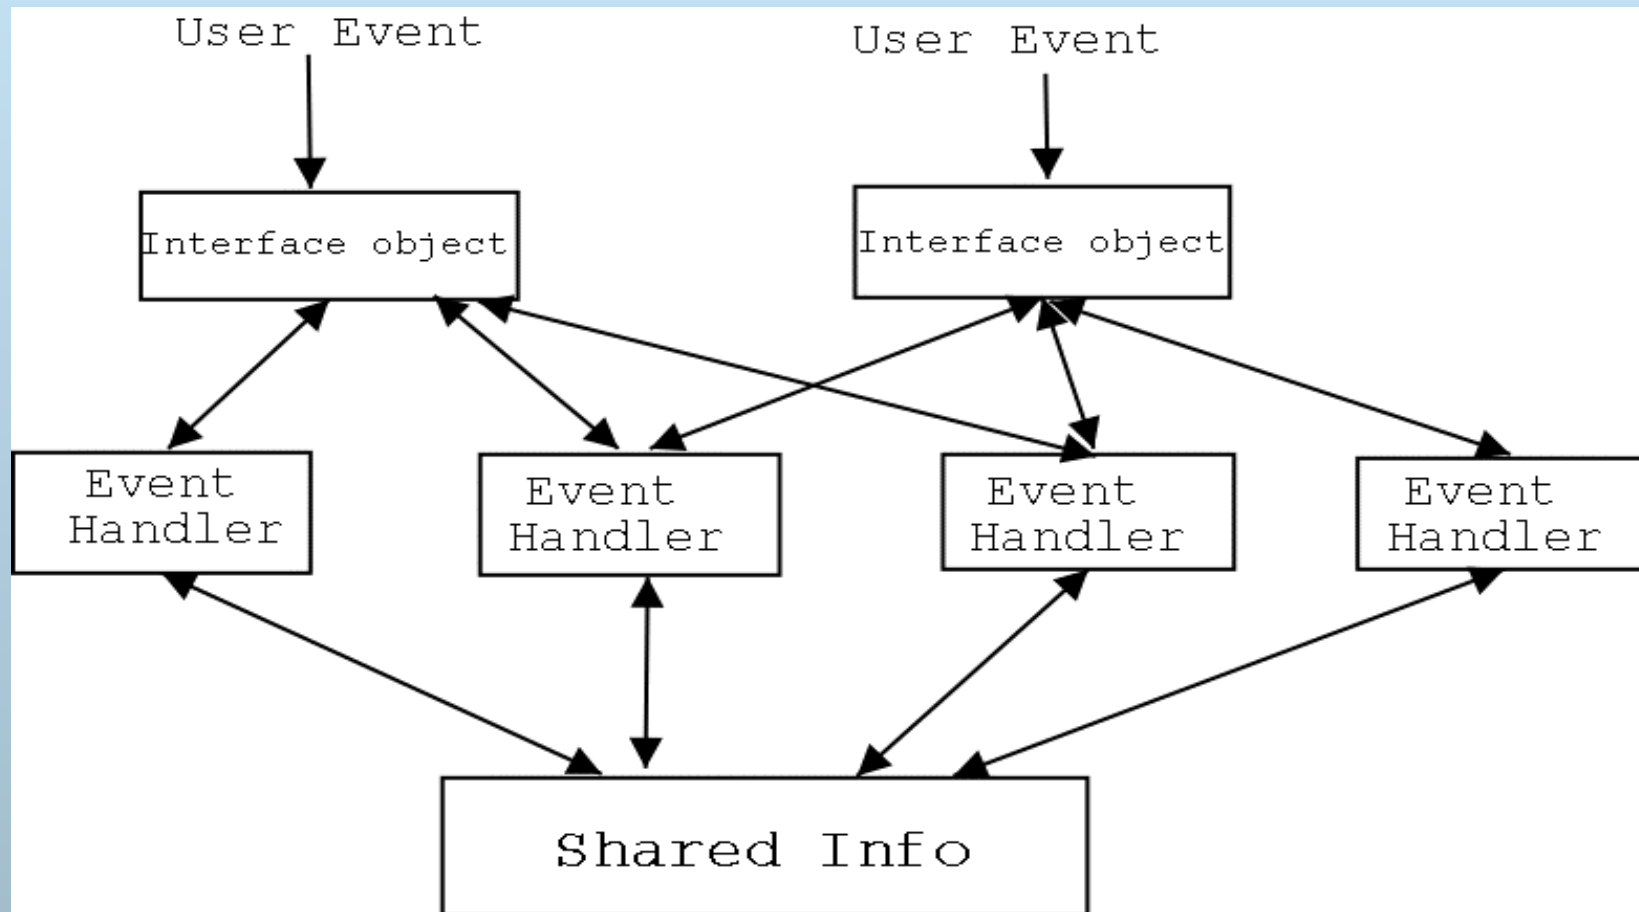 User Event
User Event
Interface object
Interface object
Event
Handler
Event
Handler
Event
Handler
Event
Handler
Shared Info